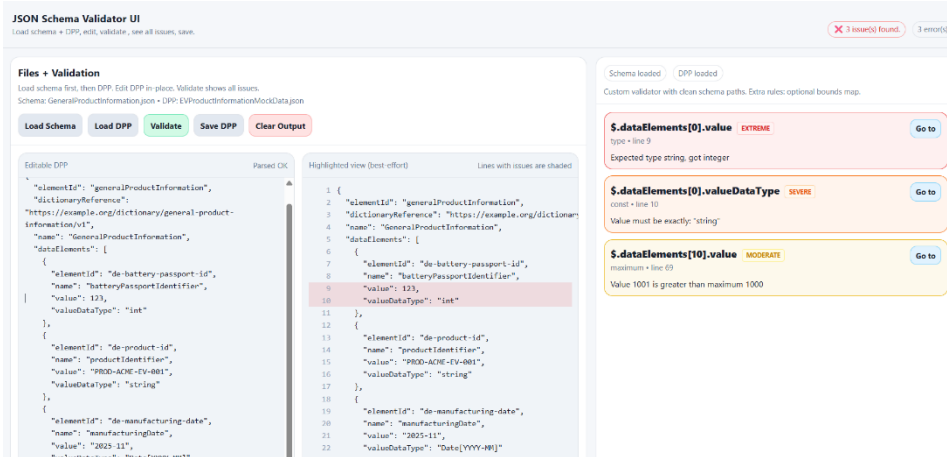 JSON Schema Validator UI
Load schema + DPP, edit, validate , see all issues, save.
3 issue(s) found.
3 error(s)
Files + Validation
Load schema first, then DPP. Edit DPP in-place. Validate shows all issues.
Schema: GeneralProductInformation.json • DPP: EVProductInformationMockData.json
Load Schema
Load DPP
Validate
Save DPP
Clear Output
Editable DPP
Parsed OK
"elementId": "generalProductInformation",
"dictionaryReference":
"https://example.org/dictionary/general-product-
information/v1",
"name": "GeneralProductInformation",
"dataElements": [
{
"elementId": "de-battery-passport-id",
"name": "batteryPassportIdentifier",
"value": 123,
"valueDataType": "int"
},
{
"elementId": "de-product-id",
"name": "productIdentifier",
"value": "PROD-ACME-EV-001",
"valueDataType": "string"
},
{
"elementId": "de-manufacturing-date",
"name": "manufacturingDate",
"value": "2025-11",
Highlighted view (best-effort)
Lines with issues are shaded
1 {
2 "elementId": "generalProductInformation",
3 "dictionaryReference": "https://example.org/dictionary
4 "name": "GeneralProductInformation",
5 "dataElements": [
6 {
7 "elementId": "de-battery-passport-id",
8 "name": "batteryPassportIdentifier",
9 "value": 123,
10 "valueDataType": "int"
11 },
12 {
13 "elementId": "de-product-id",
14 "name": "productIdentifier",
15 "value": "PROD-ACME-EV-001",
16 "valueDataType": "string"
17 },
18 {
19 "elementId": "de-manufacturing-date",
20 "name": "manufacturingDate",
21 "value": "2025-11",
22 "valueDataType": "Date[YYYY-MM]"
Schema loaded
DPP loaded
Custom validator with clean schema paths. Extra rules: optional bounds map.
$.dataElements[0].value EXTREME
Go to
type • line 9
Expected type string, got integer
$.dataElements[0].valueDataType SEVERE
Go to
const • line 10
Value must be exactly: "string"
$.dataElements[10].value MODERATE
Go to
maximum • line 69
Value 1001 is greater than maximum 1000